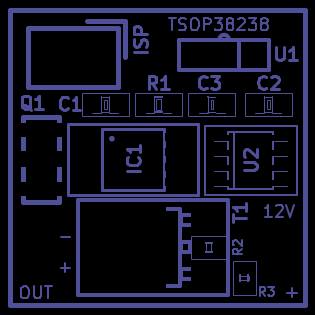 TSOP38238
ISP
U1
R1
C3
C2
Q1
C1
IC1
U2
T1
12V
-
R2
+
OUT
R3
+